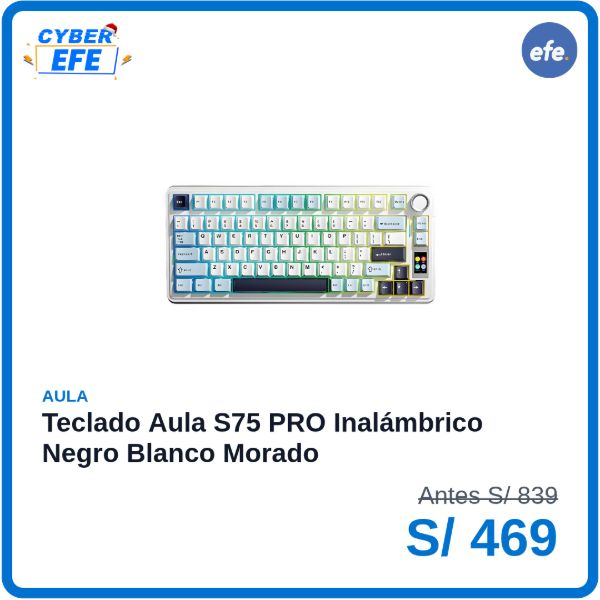 CYBER
EFE
efe.
AULA
Teclado Aula S75 PRO Inalámbrico
Negro Blanco Morado
Antes S/ 839
S/ 469